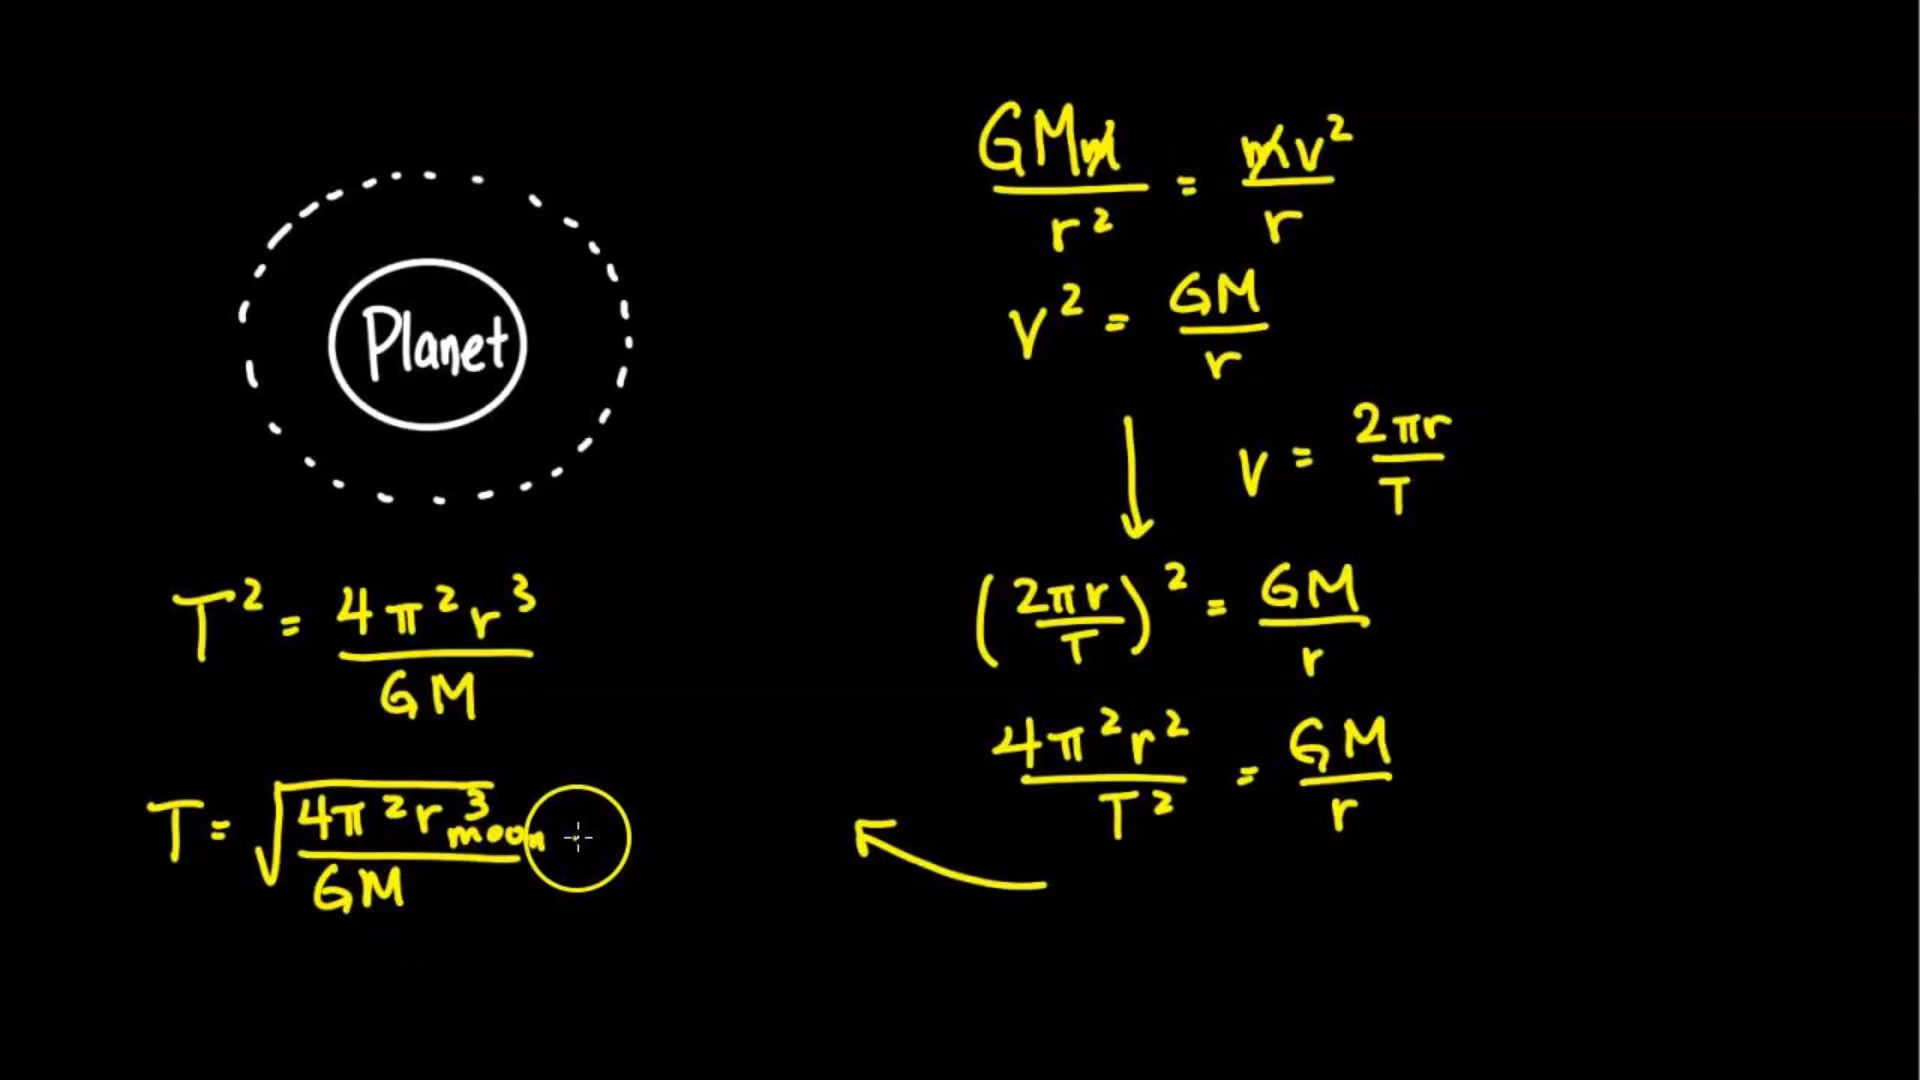 Planet
GMm/r² = mv²/r
v² = GM/r
v = 2πr/T
(2πr/T)² = GM/r
4π²r²/T² = GM/r
T² = 4π²r³/GM
T = √(4π²r³moon/GM)